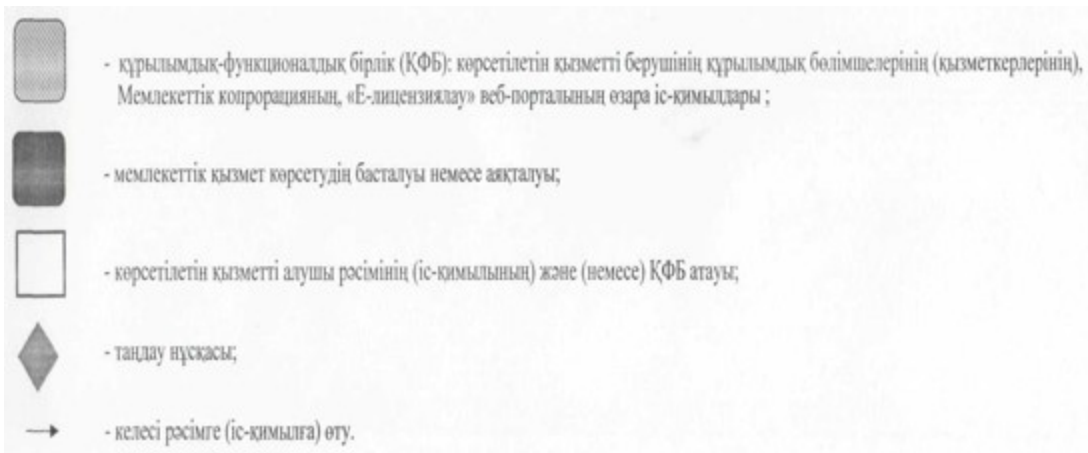 - құрылымдық-функционалдық бірлік (ҚФБ): көрсетілетін қызметті берушінің құрылымдық бөлімшелерінің (қызметкерлерінің),
Мемлекеттік копрорацияның, «Е-лицензиялау» веб-порталының өзара іс-қимылдары ;
- мемлекеттік қызмет көрсетудің басталуы немесе аяқталуы;
- көрсетілетін қызметті алушы рәсімінің (іс-қимылының) және (немесе) ҚФБ атауы;
- таңдау нұсқасы;
- келесі рәсімге (іс-қимылға) өту.